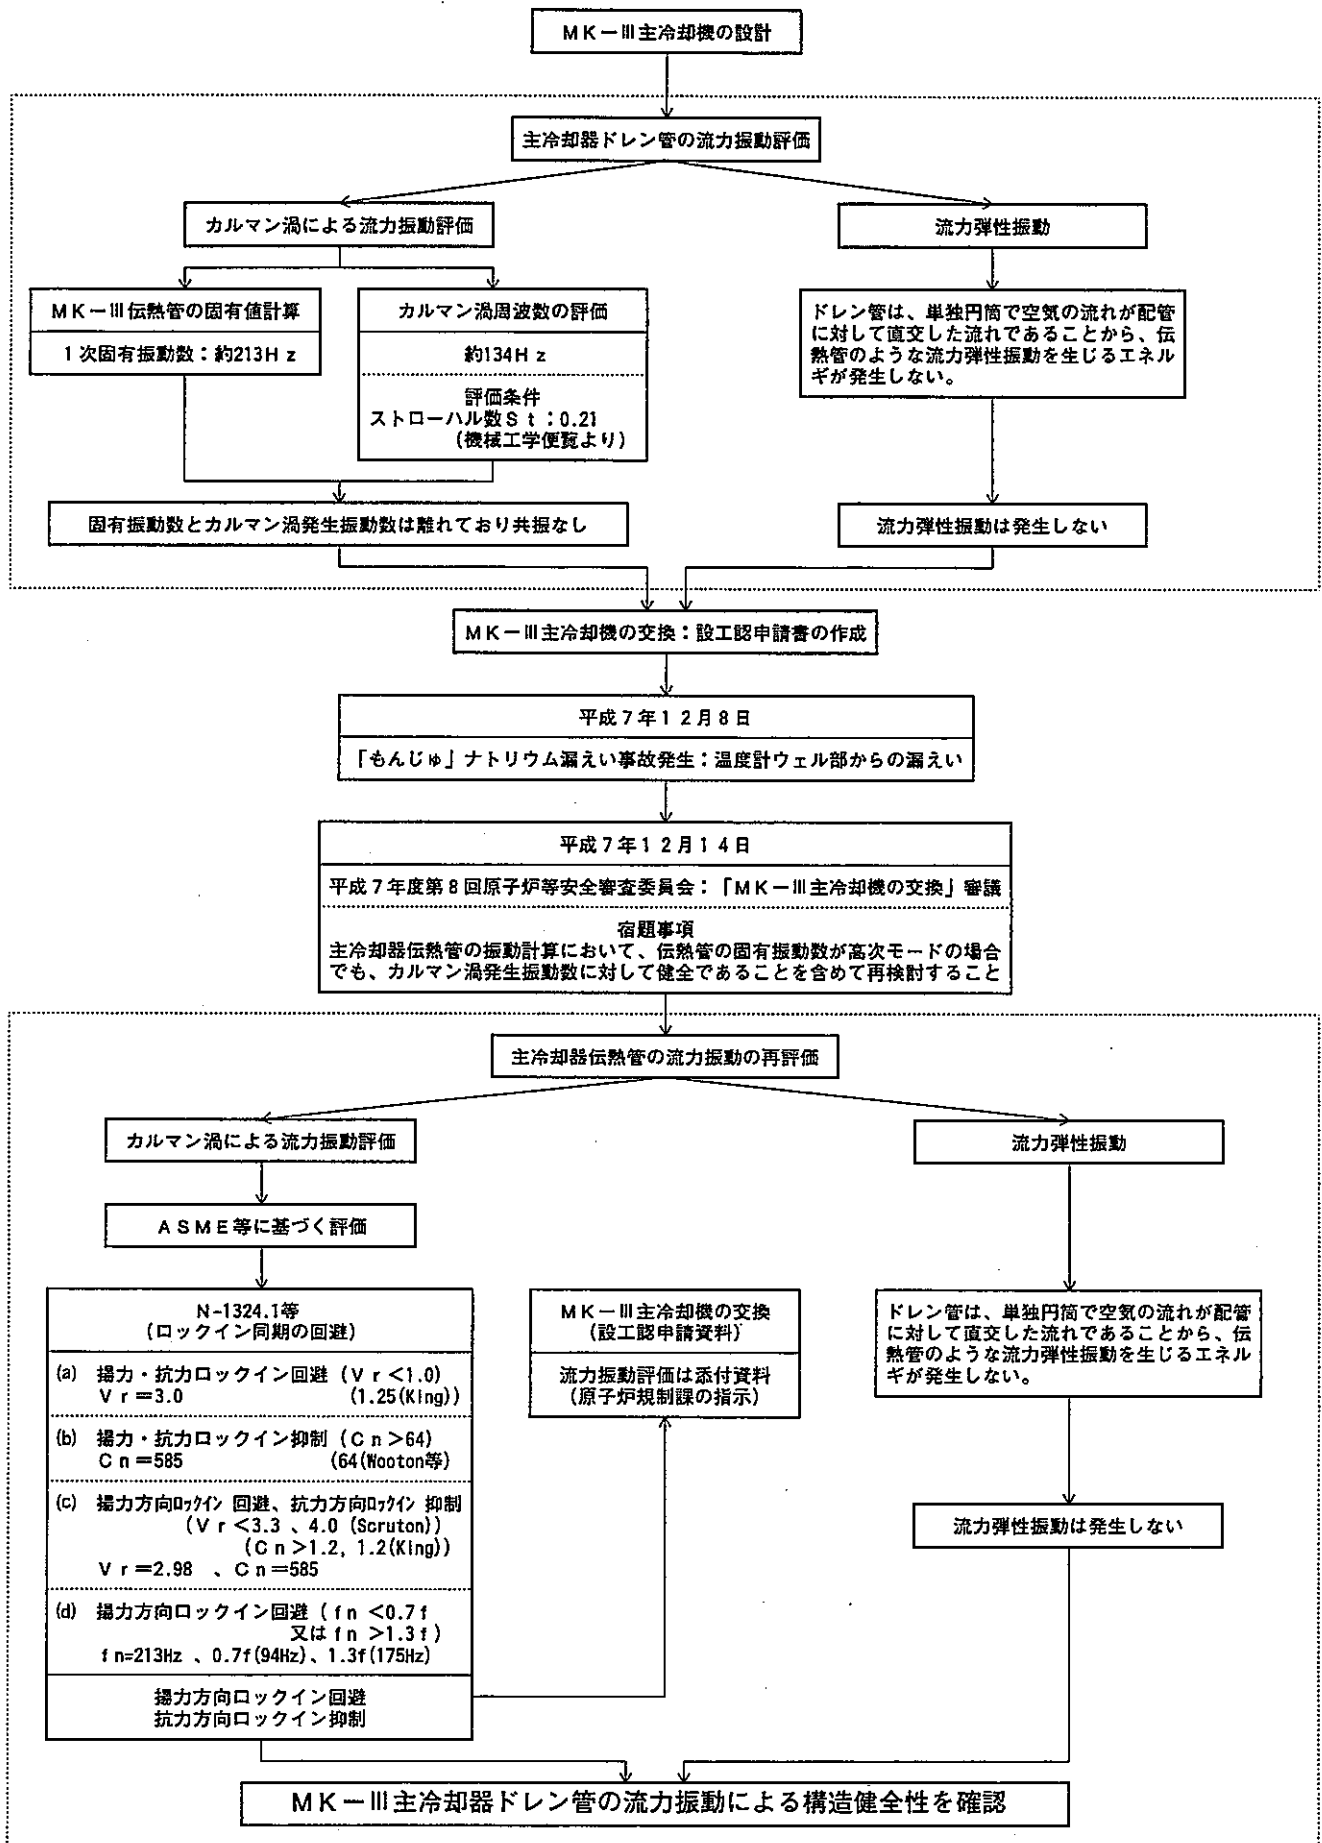 MK－Ⅲ主冷却機の設計
主冷却器ドレン管の流力振動評価
カルマン渦による流力振動評価
流力弾性振動
MK－Ⅲ伝熱管の固有値計算
1次固有振動数：約213Hz
カルマン渦周波数の評価
約134Hz
評価条件
ストローハル数St：0.21
(機械工学便覧より)
ドレン管は、単独円筒で空気の流れが配管
に対して直交した流れであることから、伝
熱管のような流力弾性振動を生じるエネル
ギが発生しない。
固有振動数とカルマン渦発生振動数は離れており共振なし
流力弾性振動は発生しない
MK－Ⅲ主冷却機の交換：設工認申請書の作成
平成7年12月8日
「もんじゅ」ナトリウム漏えい事故発生：温度計ウェル部からの漏えい
平成7年12月14日
平成7年度第8回原子炉等安全審査委員会：「MK－Ⅲ主冷却機の交換」審議
宿題事項
主冷却器伝熱管の振動計算において、伝熱管の固有振動数が高次モードの場合
でも、カルマン渦発生振動数に対して健全であることを含めて再検討すること
主冷却器伝熱管の流力振動の再評価
カルマン渦による流力振動評価
流力弾性振動
ASME等に基づく評価
N-1324.1等
(ロックイン同期の回避)
(a) 揚力・抗力ロックイン回避 (Vr<1.0)
Vr＝3.0 (1.25(King))
(b) 揚力・抗力ロックイン抑制 (Cn>64)
Cn＝585 (64(Wooton等)
(c) 揚力方向ロックイン 回避、抗力方向ロックイン 抑制
(Vr<3.3 、4.0 (Scruton))
(Cn>1.2, 1.2(King))
Vr＝2.98 、Cn＝585
(d) 揚力方向ロックイン回避 (fn <0.7f
又は fn >1.3f)
fn=213Hz 、0.7f(94Hz)、1.3f(175Hz)
揚力方向ロックイン回避
抗力方向ロックイン抑制
MK－Ⅲ主冷却機の交換
(設工認申請資料)
流力振動評価は添付資料
(原子炉規制課の指示)
ドレン管は、単独円筒で空気の流れが配管
に対して直交した流れであることから、伝
熱管のような流力弾性振動を生じるエネル
ギが発生しない。
流力弾性振動は発生しない
MK－Ⅲ主冷却器ドレン管の流力振動による構造健全性を確認